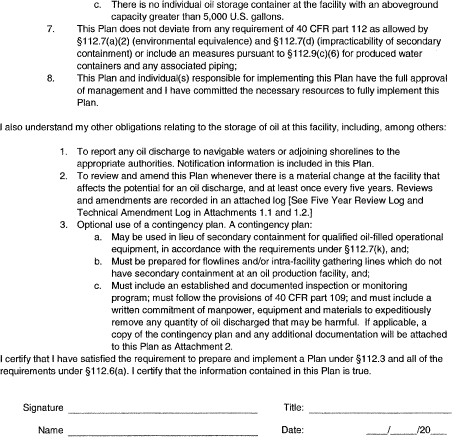 c. There is no individual oil storage container at the facility with an aboveground
capacity greater than 5,000 U.S. gallons.
7. This Plan does not deviate from any requirement of 40 CFR part 112 as allowed by
§112.7(a)(2) (environmental equivalence) and §112.7(d) (impracticability of secondary
containment) or include an measures pursuant to §112.9(c)(6) for produced water
containers and any associated piping;
8. This Plan and individual(s) responsible for implementing this Plan have the full approval
of management and I have committed the necessary resources to fully implement this
Plan.
I also understand my other obligations relating to the storage of oil at this facility, including, among others:
1. To report any oil discharge to navigable waters or adjoining shorelines to the
appropriate authorities. Notification information is included in this Plan.
2. To review and amend this Plan whenever there is a material change at the facility that
affects the potential for an oil discharge, and at least once every five years. Reviews
and amendments are recorded in an attached log [See Five Year Review Log and
Technical Amendment Log in Attachments 1.1 and 1.2.]
3. Optional use of a contingency plan. A contingency plan:
a. May be used in lieu of secondary containment for qualified oil-filled operational
equipment, in accordance with the requirements under §112.7(k), and;
b. Must be prepared for flowlines and/or intra-facility gathering lines which do not
have secondary containment at an oil production facility, and;
c. Must include an established and documented inspection or monitoring
program; must follow the provisions of 40 CFR part 109; and must include a
written commitment of manpower, equipment and materials to expeditiously
remove any quantity of oil discharged that may be harmful. If applicable, a
copy of the contingency plan and any additional documentation will be attached
to this Plan as Attachment 2.
I certify that I have satisfied the requirement to prepare and implement a Plan under §112.3 and all of the
requirements under §112.6(a). I certify that the information contained in this Plan is true.
Signature Title:
Name Date: / /20